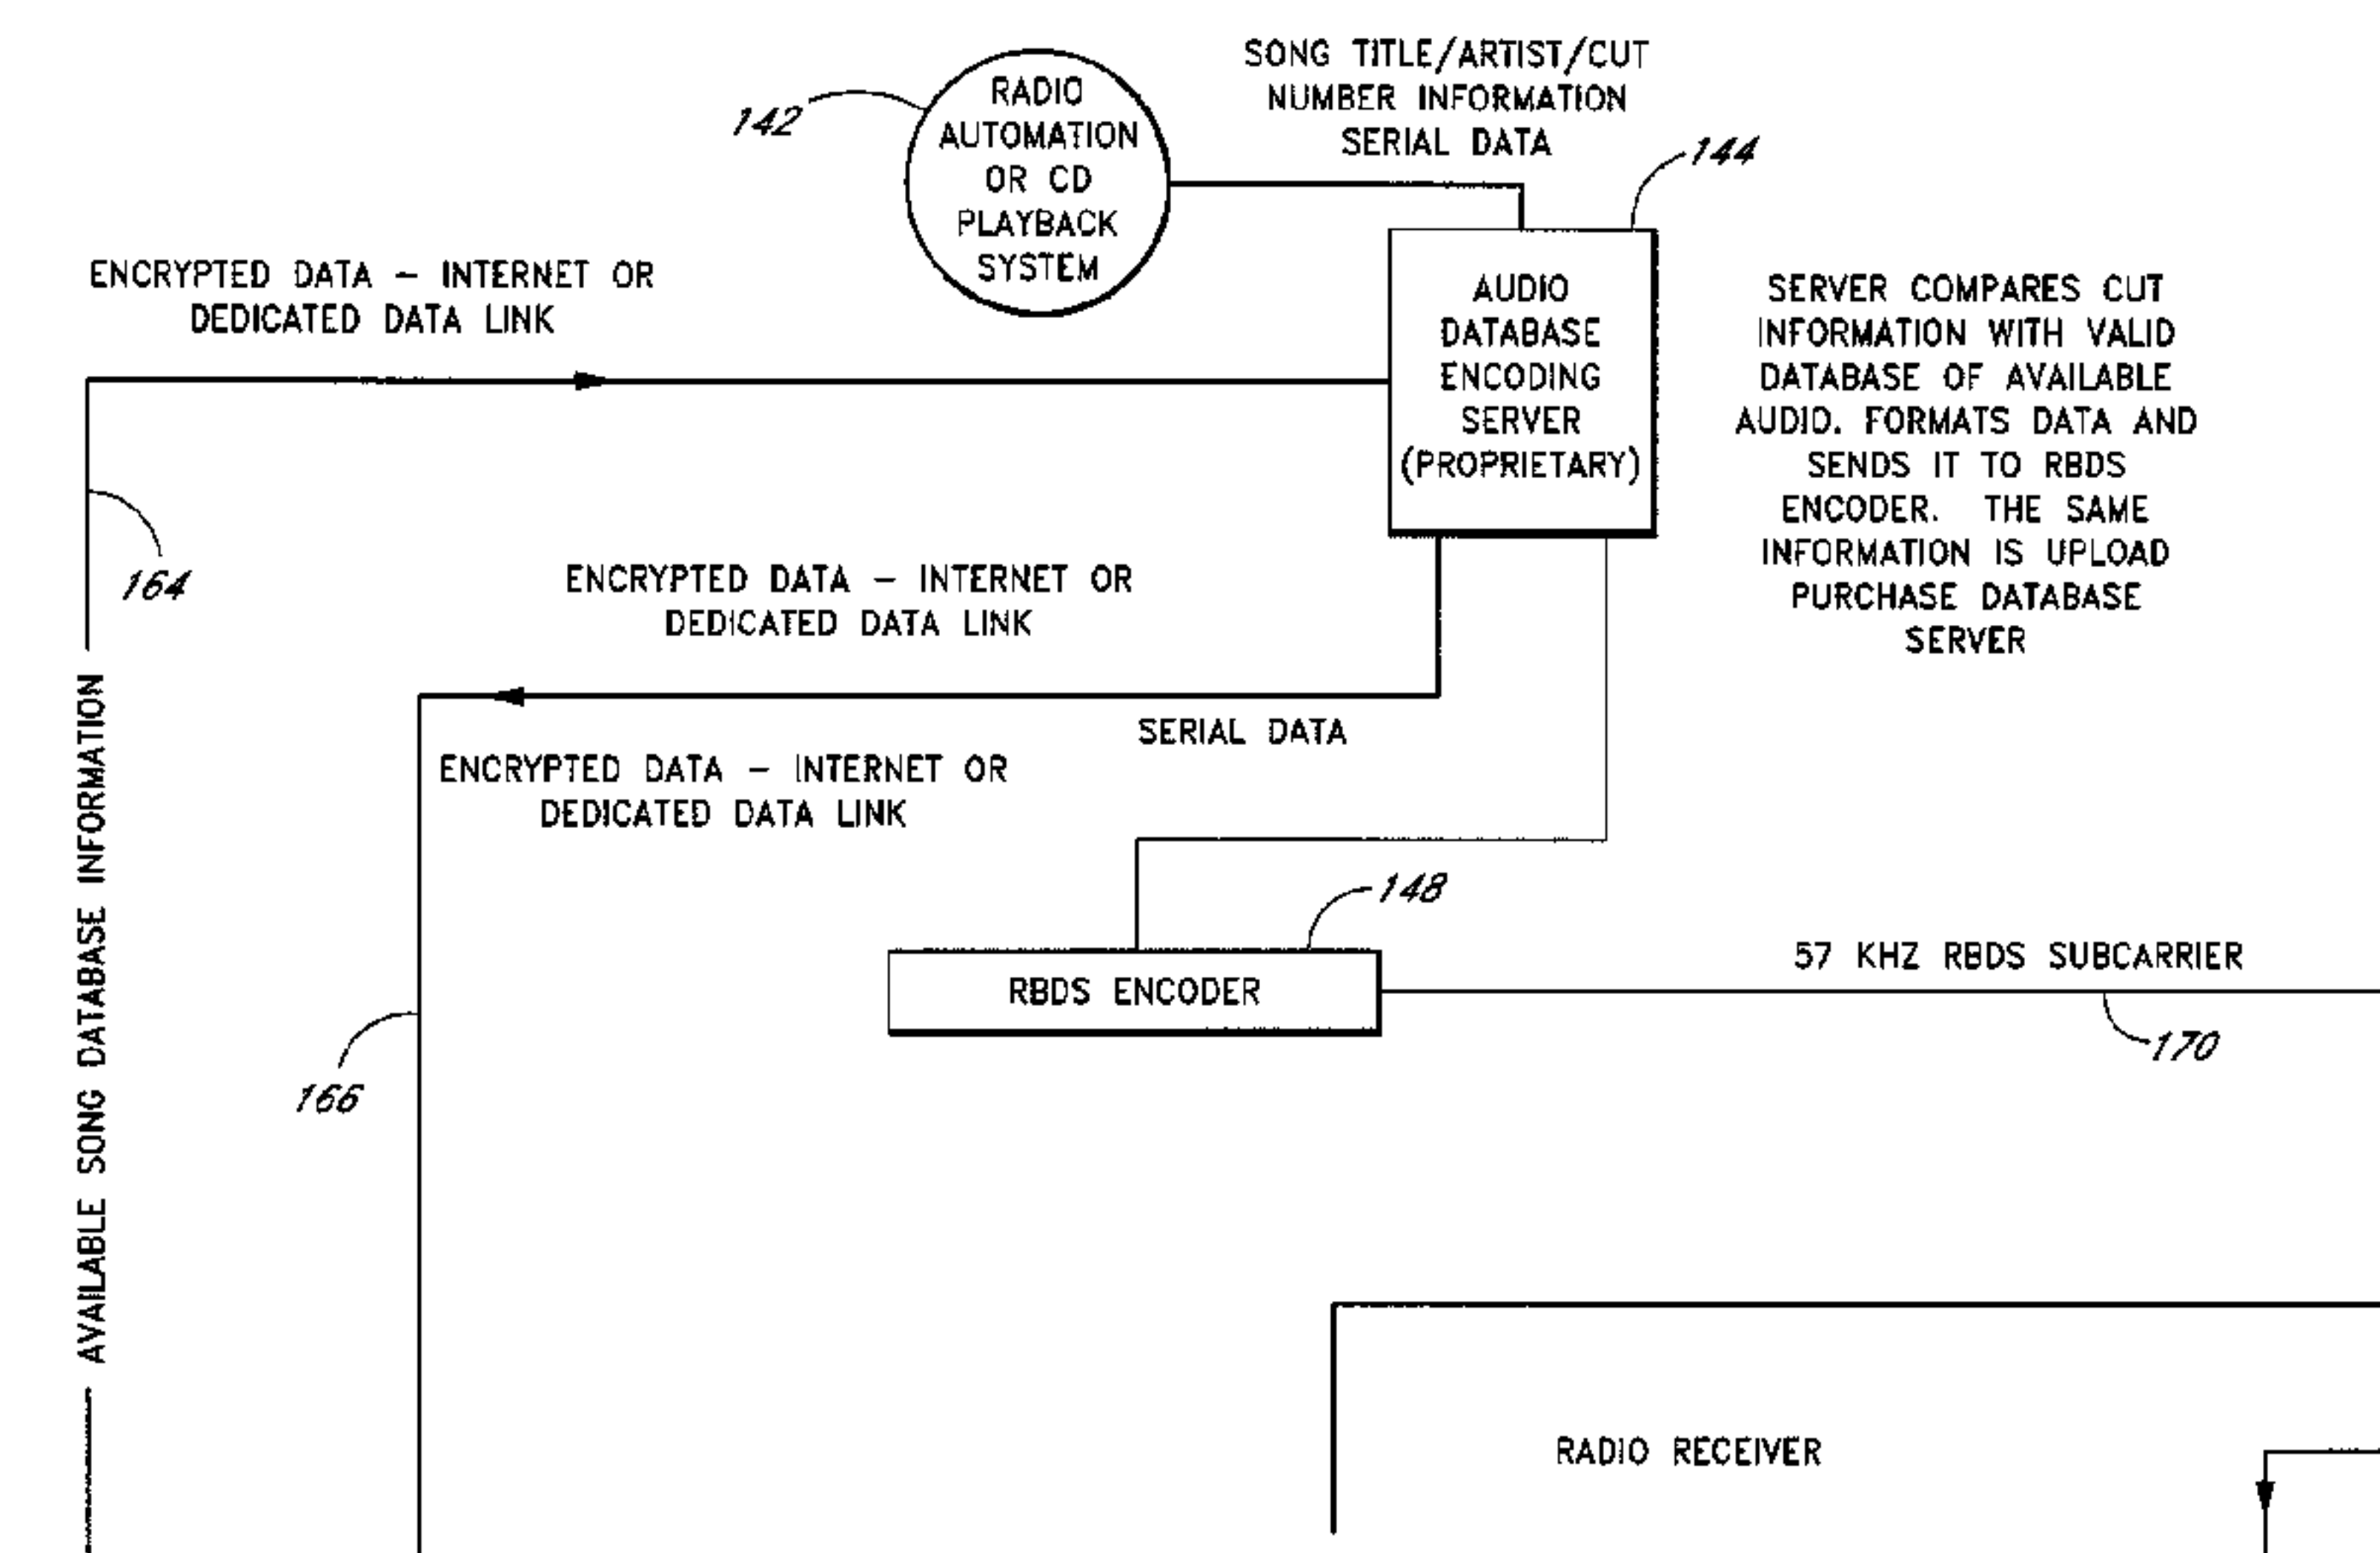 SONG TITLE/ARTIST/CUT
NUMBER INFORMATION
SERIAL DATA
142
RADIO
AUTOMATION
OR CD
PLAYBACK
SYSTEM
144
ENCRYPTED DATA – INTERNET OR
DEDICATED DATA LINK
AUDIO
DATABASE
ENCODING
SERVER
(PROPRIETARY)
SERVER COMPARES CUT
INFORMATION WITH VALID
DATABASE OF AVAILABLE
AUDIO. FORMATS DATA AND
SENDS IT TO RBDS
ENCODER. THE SAME
INFORMATION IS UPLOAD
PURCHASE DATABASE
SERVER
164
ENCRYPTED DATA – INTERNET OR
DEDICATED DATA LINK
SERIAL DATA
ENCRYPTED DATA – INTERNET OR
DEDICATED DATA LINK
AVAILABLE SONG DATABASE INFORMATION
148
RBDS ENCODER
57 KHZ RBDS SUBCARRIER
170
166
RADIO RECEIVER